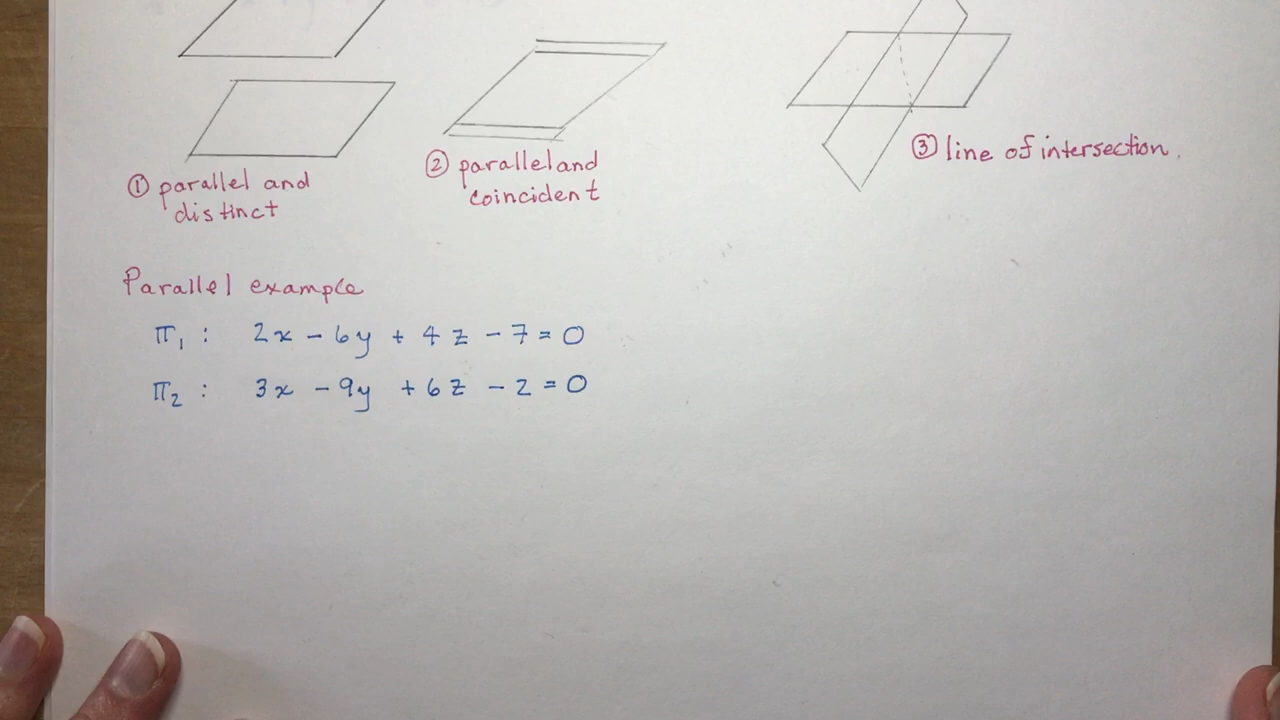 ① parallel and
distinct
② parallel and
coincident
③ line of intersection.
Parallel example
π₁ : 2x - 6y + 4z - 7 = 0
π₂ : 3x - 9y + 6z - 2 = 0